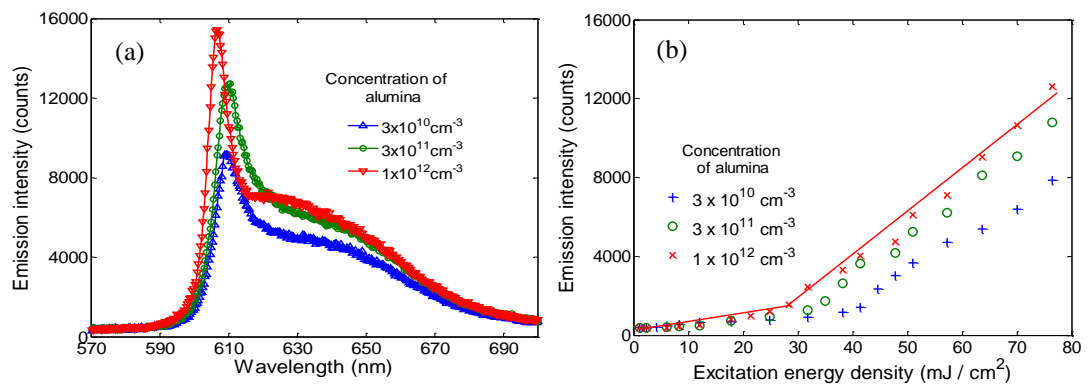 (a)
16000
12000
8000
4000
0
Emission intensity (counts)
570
590
610
630
650
670
690
Wavelength (nm)
Concentration of
alumina
3x10¹⁰cm⁻³
3x10¹¹cm⁻³
1x10¹²cm⁻³
(b)
16000
12000
8000
4000
0
Emission intensity (counts)
0
10
20
30
40
50
60
70
80
Excitation energy density (mJ / cm²)
Concentration of
alumina
3 x 10¹⁰ cm⁻³
3 x 10¹¹ cm⁻³
1 x 10¹² cm⁻³